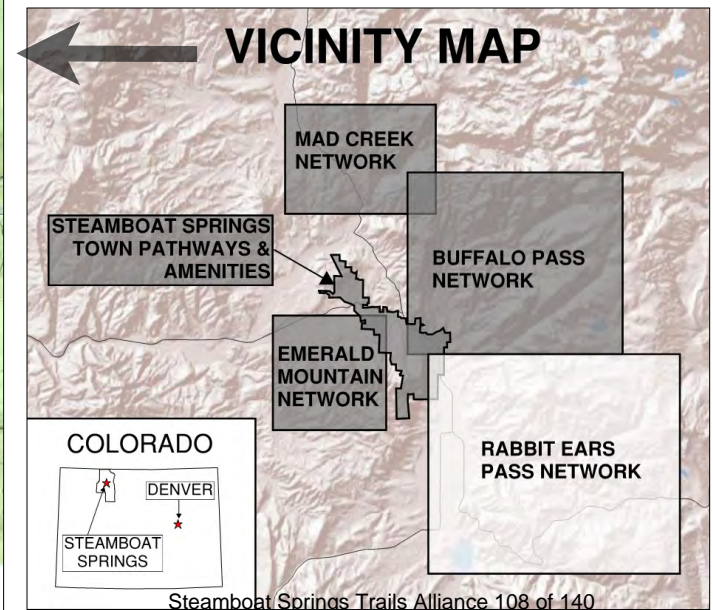 VICINITY MAP
MAD CREEK
NETWORK
STEAMBOAT SPRINGS
TOWN PATHWAYS &
AMENITIES
BUFFALO PASS
NETWORK
EMERALD
MOUNTAIN
NETWORK
RABBIT EARS
PASS NETWORK
COLORADO
DENVER
STEAMBOAT
SPRINGS
Steamboat Springs Trails Alliance 108 of 140